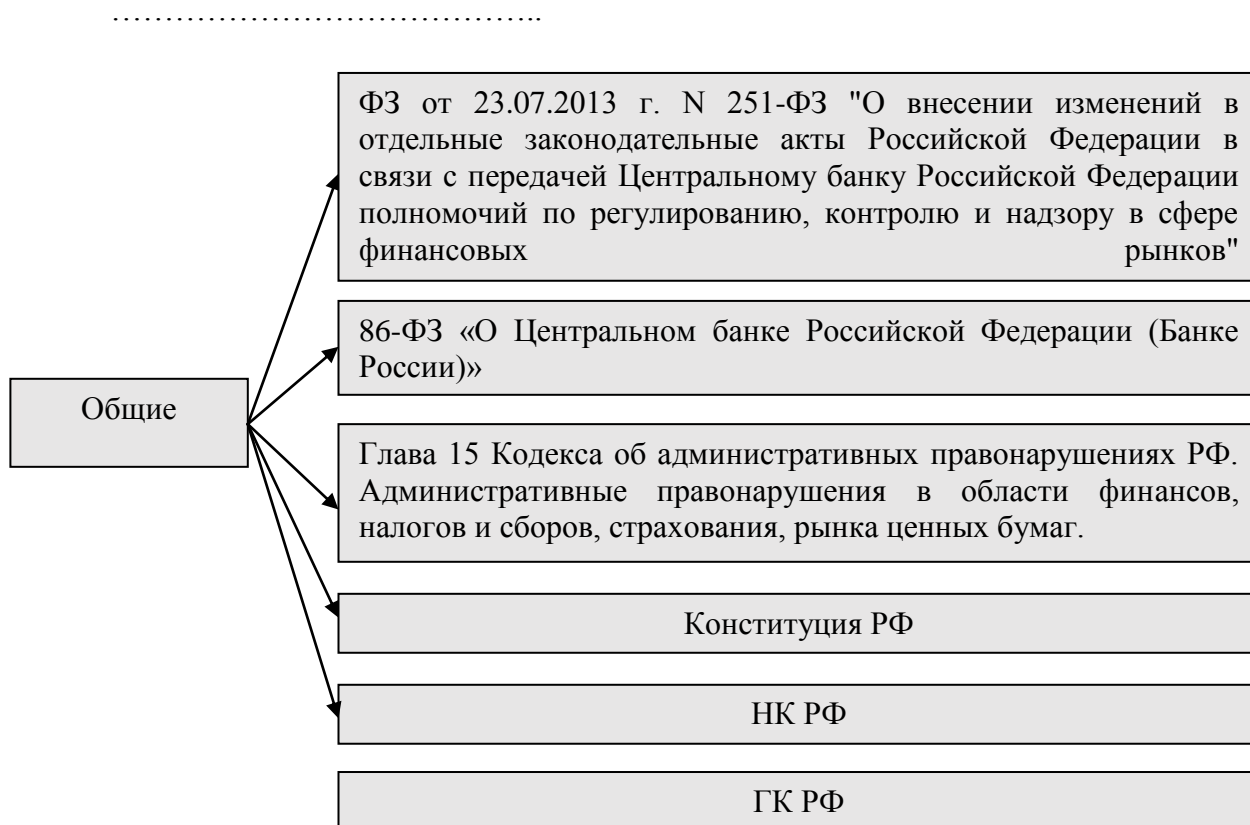 …………………………………..
ФЗ от 23.07.2013 г. N 251-ФЗ "О внесении изменений в
отдельные законодательные акты Российской Федерации в
связи с передачей Центральному банку Российской Федерации
полномочий по регулированию, контролю и надзору в сфере
финансовых рынков"
86-ФЗ «О Центральном банке Российской Федерации (Банке
России)»
Общие
Глава 15 Кодекса об административных правонарушениях РФ.
Административные правонарушения в области финансов,
налогов и сборов, страхования, рынка ценных бумаг.
Конституция РФ
НК РФ
ГК РФ